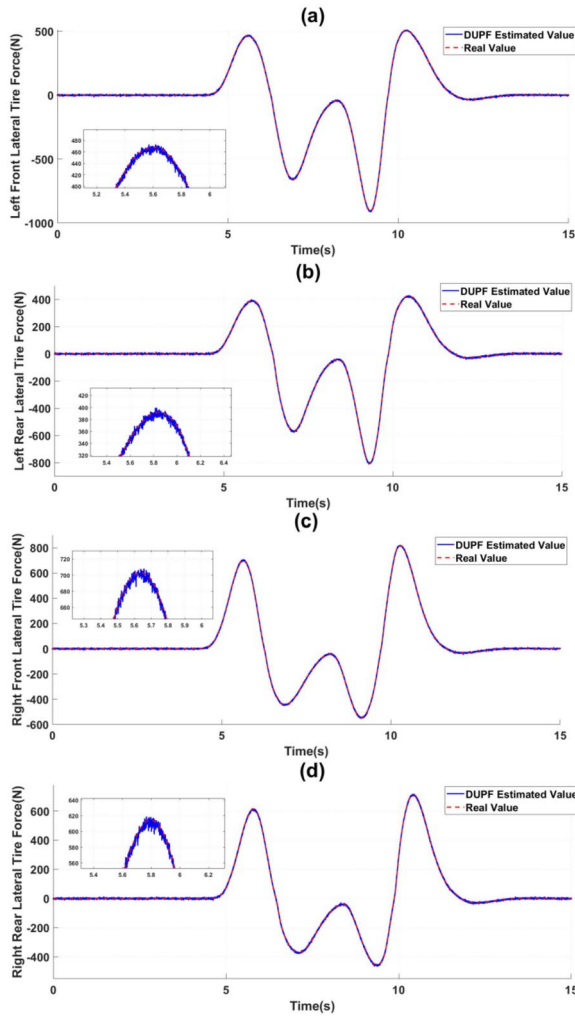 (a)
Left Front Lateral Tire Force(N)
500
0
-500
-1000
DUPF Estimated Value
Real Value
480
460
440
420
400
5.2 5.4 5.6 5.8 6
0 5 10 15
Time(s)
(b)
Left Rear Lateral Tire Force(N)
400
200
0
-200
-400
-600
-800
DUPF Estimated Value
Real Value
420
400
380
360
340
320
5.4 5.6 5.8 6 6.2 6.4
0 5 10 15
Time(s)
(c)
Right Front Lateral Tire Force(N)
800
600
400
200
0
-200
-400
-600
DUPF Estimated Value
Real Value
720
700
680
660
5.3 5.4 5.5 5.6 5.7 5.8 5.9 6
0 5 10 15
Time(s)
(d)
Right Rear Lateral Tire Force(N)
600
400
200
0
-200
-400
DUPF Estimated Value
Real Value
640
620
600
580
560
5.4 5.6 5.8 6 6.2
0 5 10 15
Time(s)